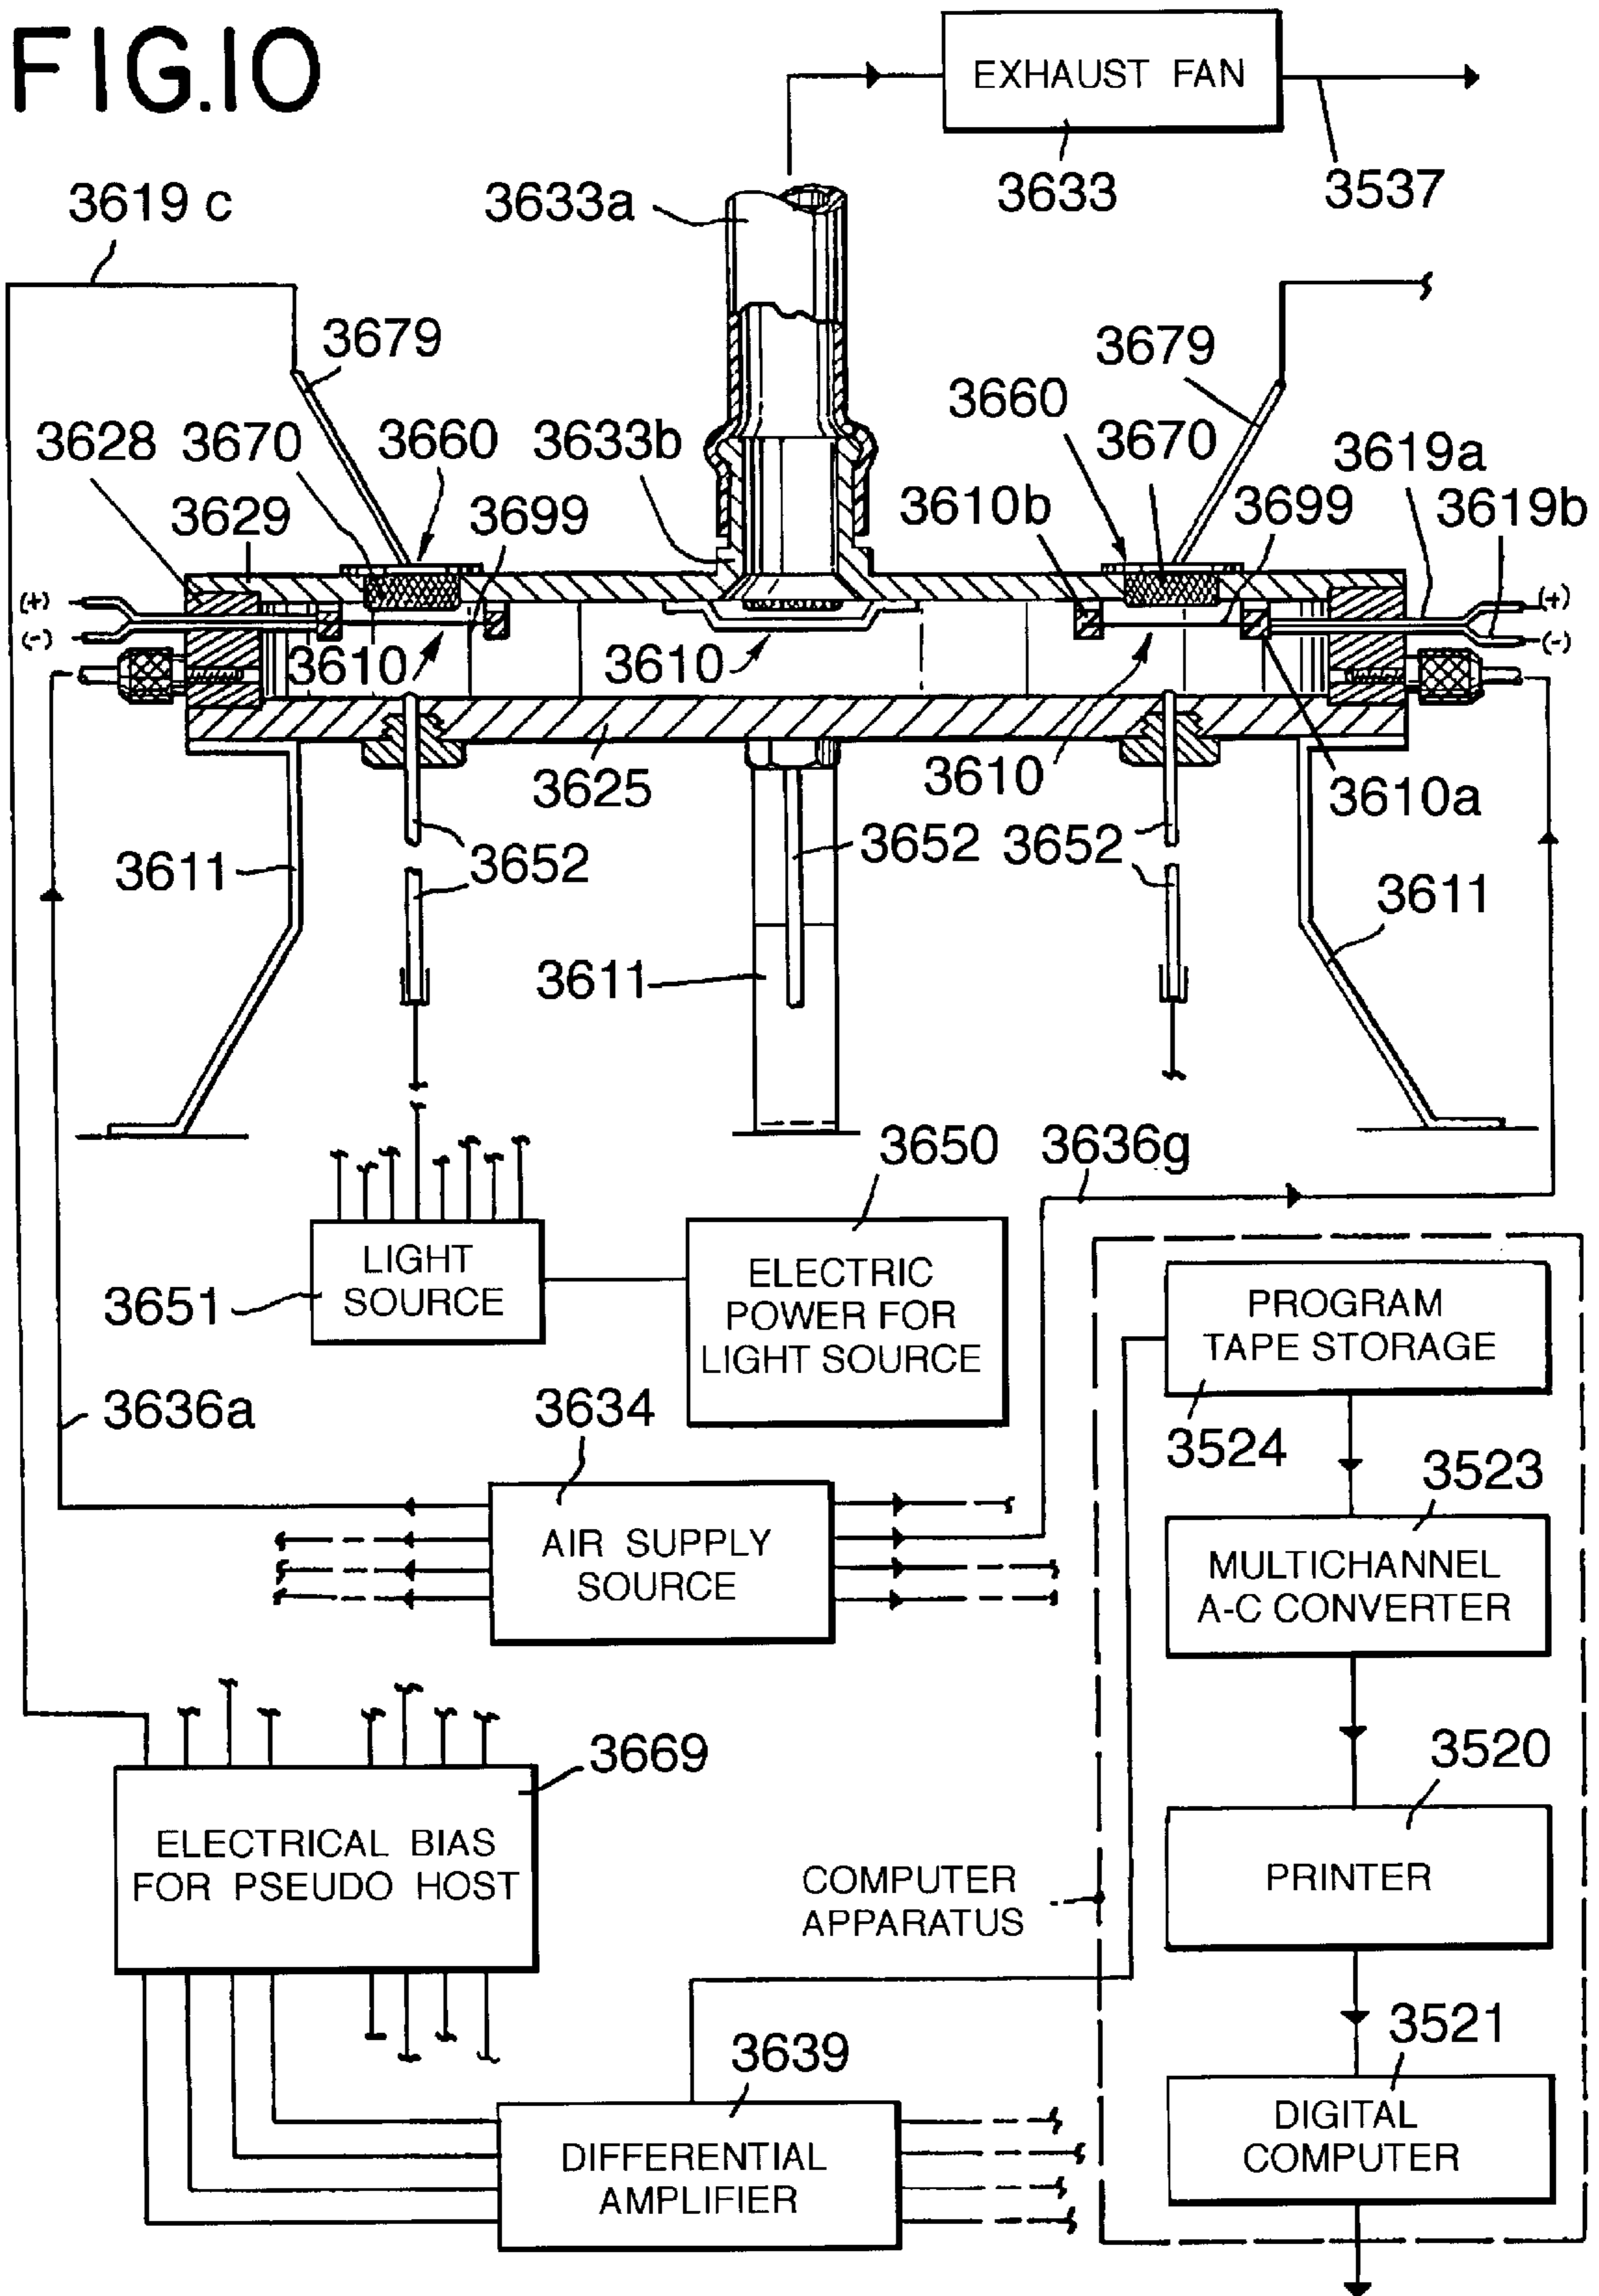 FIG.10
EXHAUST FAN
3633
3537
3619 c
3633a
3679
3679
3660
3628
3670
3660
3633b
3670
3619a
3629
3699
3610b
3699
3619b
(+)
(-)
(+)
(-)
3610
3610
3625
3610
3610a
3611
3652
3652
3652
3611
3611
3650
3636g
LIGHT
SOURCE
3651
ELECTRIC
POWER FOR
LIGHT SOURCE
PROGRAM
TAPE STORAGE
3636a
3634
3524
3523
AIR SUPPLY
SOURCE
MULTICHANNEL
A-C CONVERTER
3669
3520
ELECTRICAL BIAS
FOR PSEUDO HOST
COMPUTER
APPARATUS
PRINTER
3639
3521
DIFFERENTIAL
AMPLIFIER
DIGITAL
COMPUTER